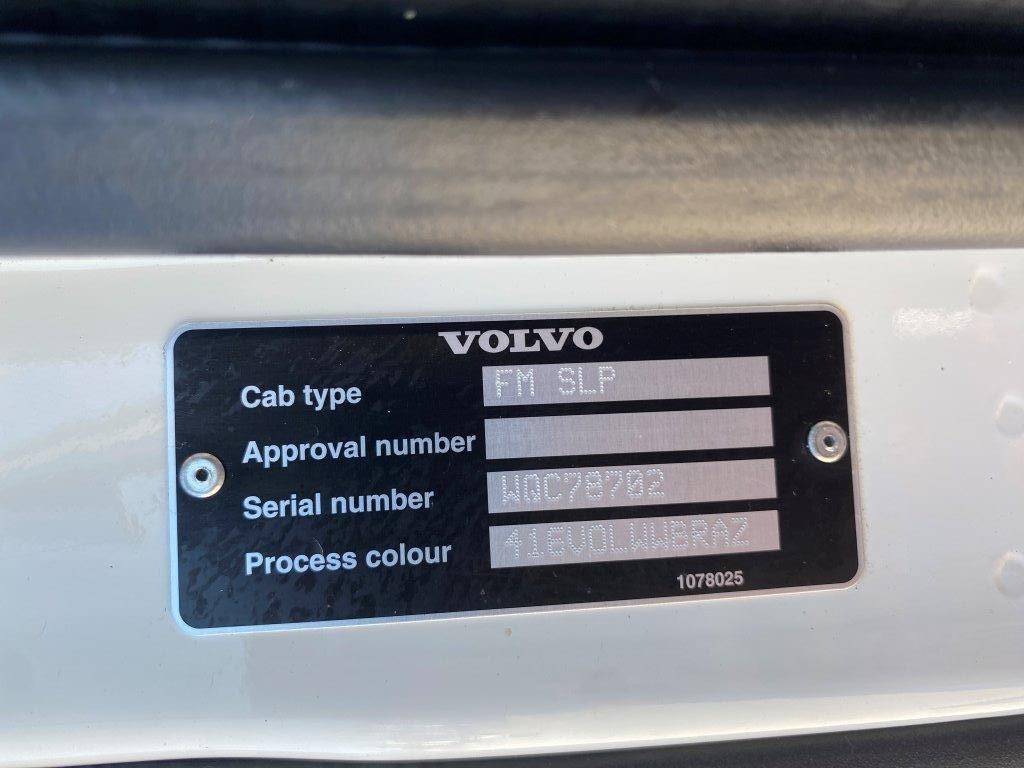 VOLVO
Cab type FM SLP
Approval number
Serial number WQC78702
Process colour 416VOLWWBRAZ
1078025